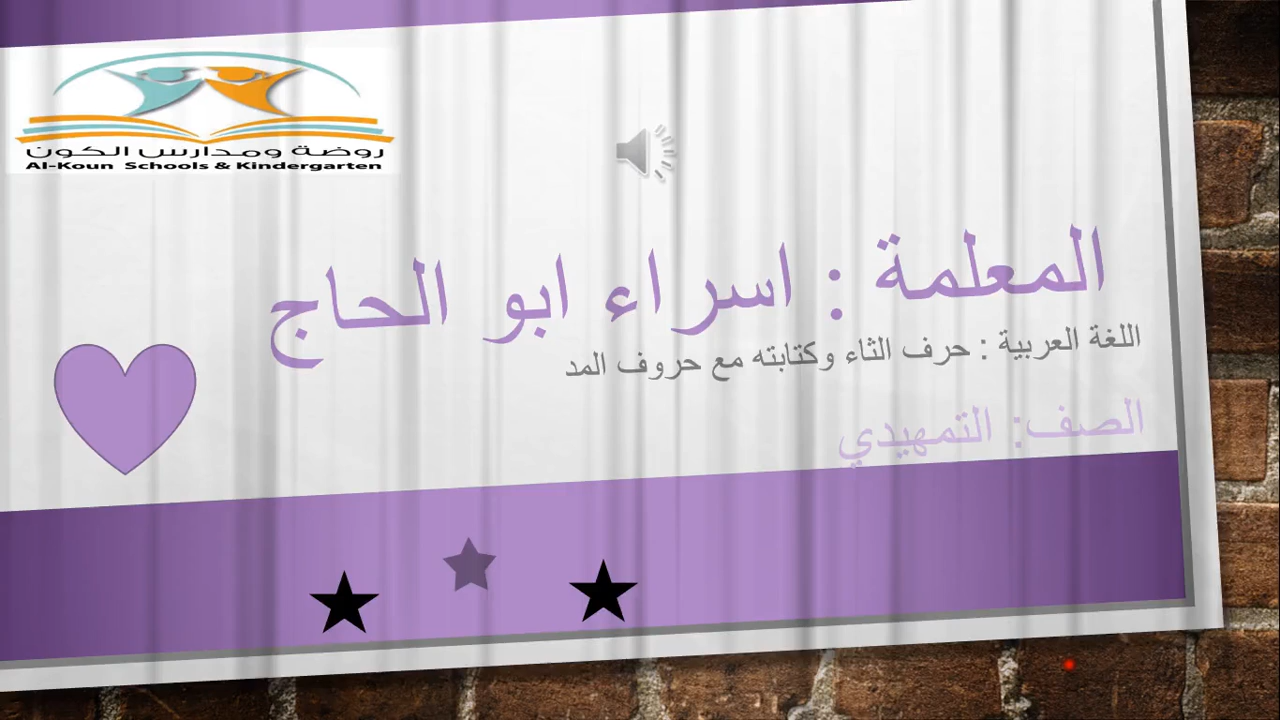 روضة ومدارس الكون
Al-Koun Schools & Kindergarten
المعلمة : اسراء ابو الحاج
اللغة العربية : حرف الثاء وكتابته مع حروف المد
الصف: التمهيدي